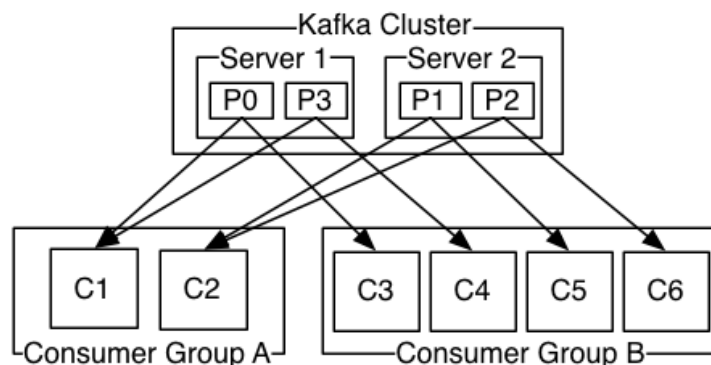 Kafka Cluster
Server 1 Server 2
P0 P3 P1 P2
C1 C2 C3 C4 C5 C6
Consumer Group A Consumer Group B